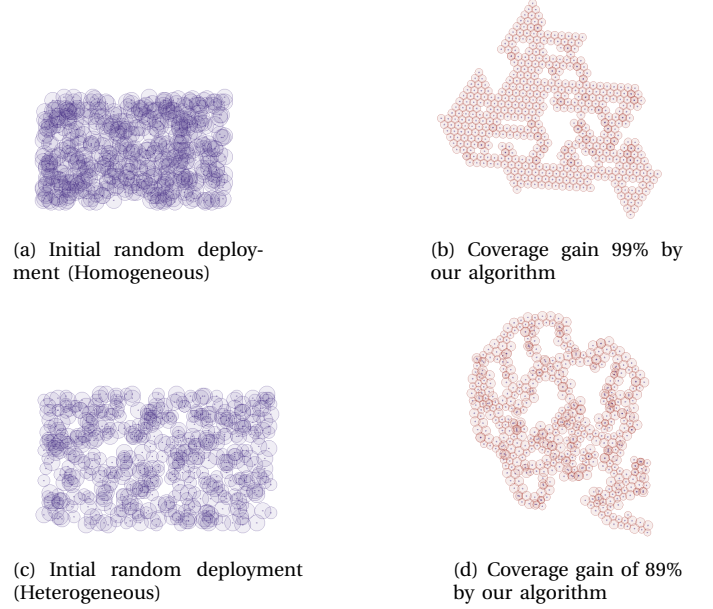 (a) Initial random deploy-
ment (Homogeneous)
(b) Coverage gain 99% by
our algorithm
(c) Intial random deployment
(Heterogeneous)
(d) Coverage gain of 89%
by our algorithm